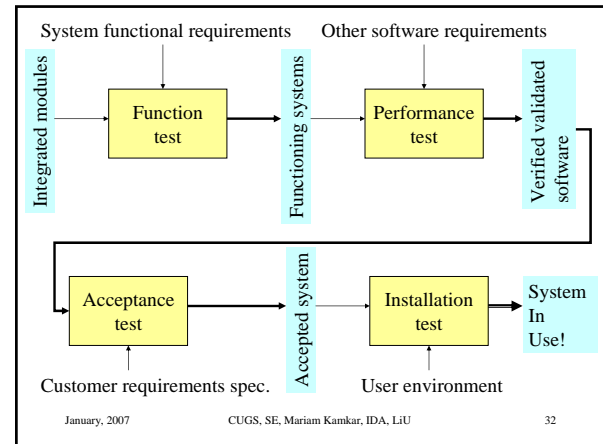 System functional requirements
Other software requirements
Integrated modules
Function
test
Functioning systems
Performance
test
Verified validated
software
Acceptance
test
Accepted system
Installation
test
System
In
Use!
Customer requirements spec.
User environment
January, 2007
CUGS, SE, Mariam Kamkar, IDA, LiU
32